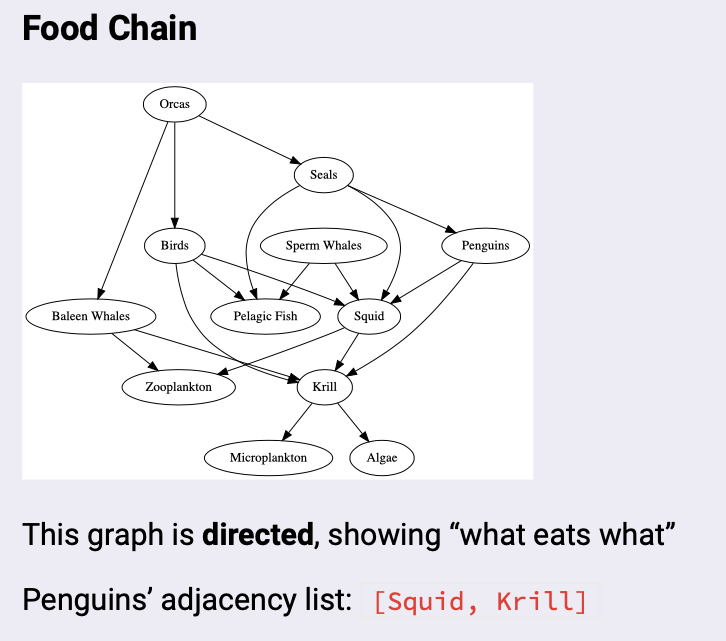 Food Chain
Orcas
Seals
Birds
Sperm Whales
Penguins
Baleen Whales
Pelagic Fish
Squid
Zooplankton
Krill
Microplankton
Algae
This graph is directed, showing “what eats what”
Penguins’ adjacency list: [Squid, Krill]